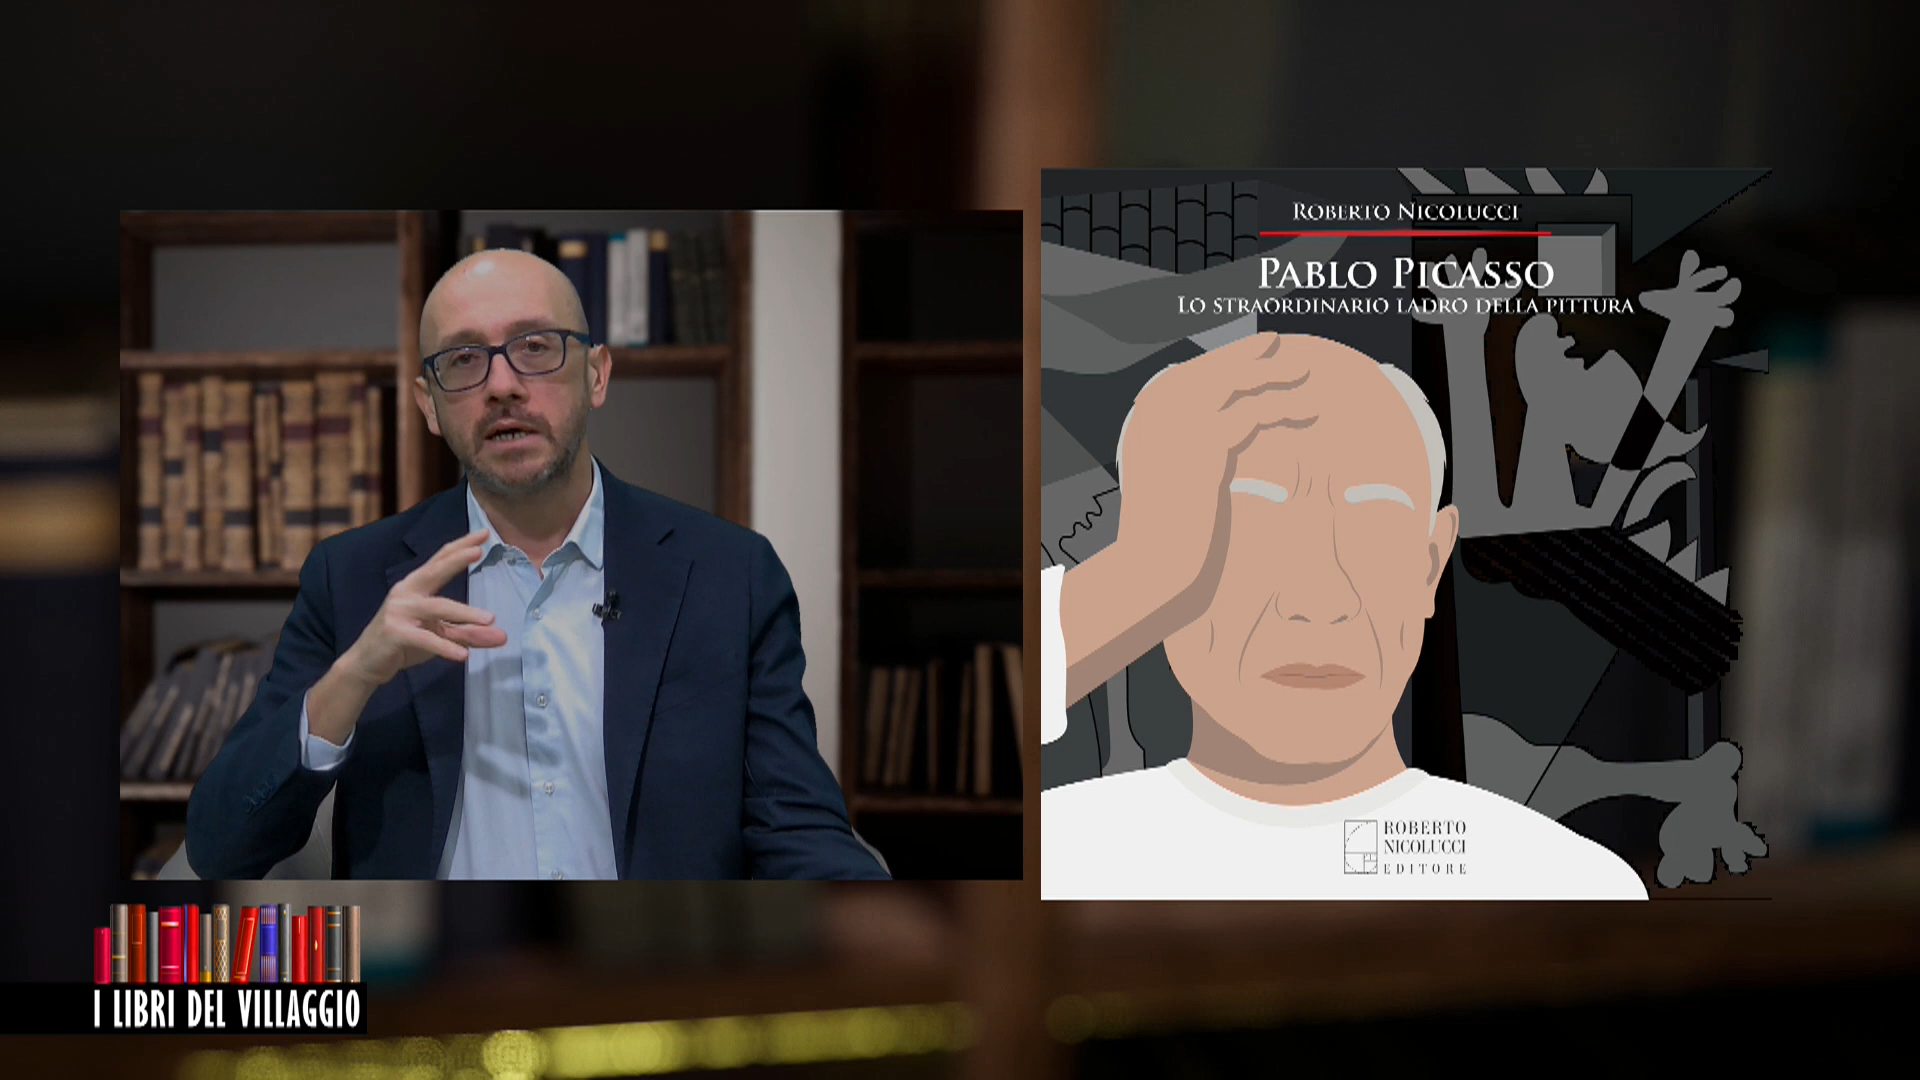 ROBERTO NICOLUCCI
PABLO PICASSO
LO STRAORDINARIO LADRO DELLA PITTURA
ROBERTO
NICOLUCCI
EDITORE
I LIBRI DEL VILLAGGIO